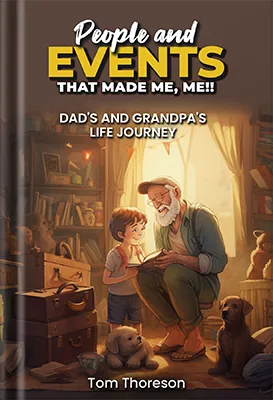 People and
EVENTS
THAT MADE ME, ME!!
DAD'S AND GRANDPA'S
LIFE JOURNEY
Tom Thoreson